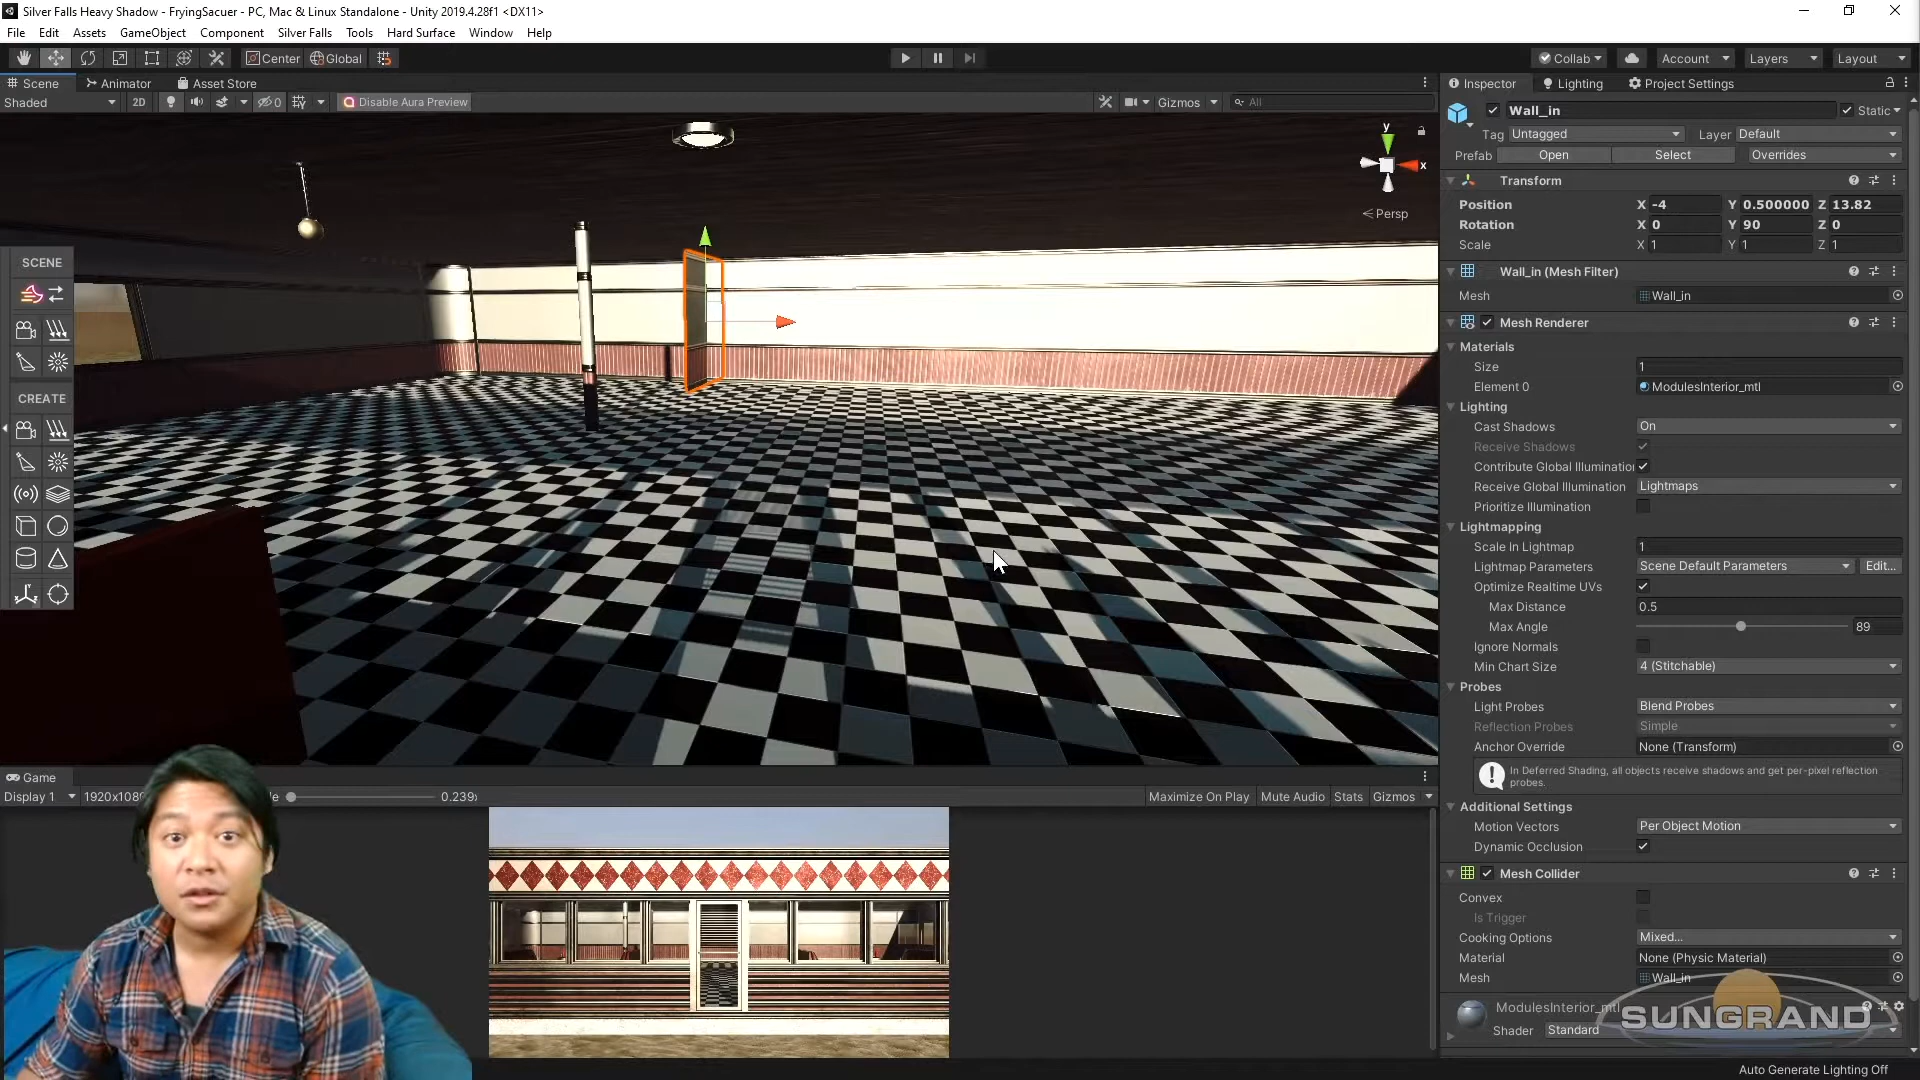 Silver Falls Heavy Shadow - FryingSacuer - PC, Mac & Linux Standalone - Unity 2019.4.28f1 <DX11>
File Edit Assets GameObject Component Silver Falls Tools Hard Surface Window Help
Center Global Collab Account Layers Layout
Scene Animator Asset Store
Shaded 2D 0 Disable Aura Preview Gizmos All
y
x
Persp
SCENE
CREATE
Inspector Lighting Project Settings
Wall_in Static
Tag Untagged Layer Default
Prefab Open Select Overrides
Transform
Position X -4 Y 0.500000 Z 13.82
Rotation X 0 Y 90 Z 0
Scale X 1 Y 1 Z 1
Wall_in (Mesh Filter)
Mesh Wall_in
Mesh Renderer
Materials
Size 1
Element 0 ModulesInterior_mtl
Lighting
Cast Shadows On
Receive Shadows
Contribute Global Illumination
Receive Global Illumination Lightmaps
Prioritize Illumination
Lightmapping
Scale In Lightmap 1
Lightmap Parameters Scene Default Parameters Edit...
Optimize Realtime UVs
Max Distance 0.5
Max Angle 89
Ignore Normals
Min Chart Size 4 (Stitchable)
Probes
Light Probes Blend Probes
Reflection Probes Simple
Anchor Override None (Transform)
In Deferred Shading, all objects receive shadows and get per-pixel reflection
probes.
Additional Settings
Motion Vectors Per Object Motion
Dynamic Occlusion
Mesh Collider
Convex
Is Trigger
Cooking Options Mixed...
Material None (Physic Material)
Mesh Wall_in
ModulesInterior_mtl
Shader Standard
SUNGRAND
Game
Display 1 1920x1080 0.239x Maximize On Play Mute Audio Stats Gizmos
Auto Generate Lighting Off